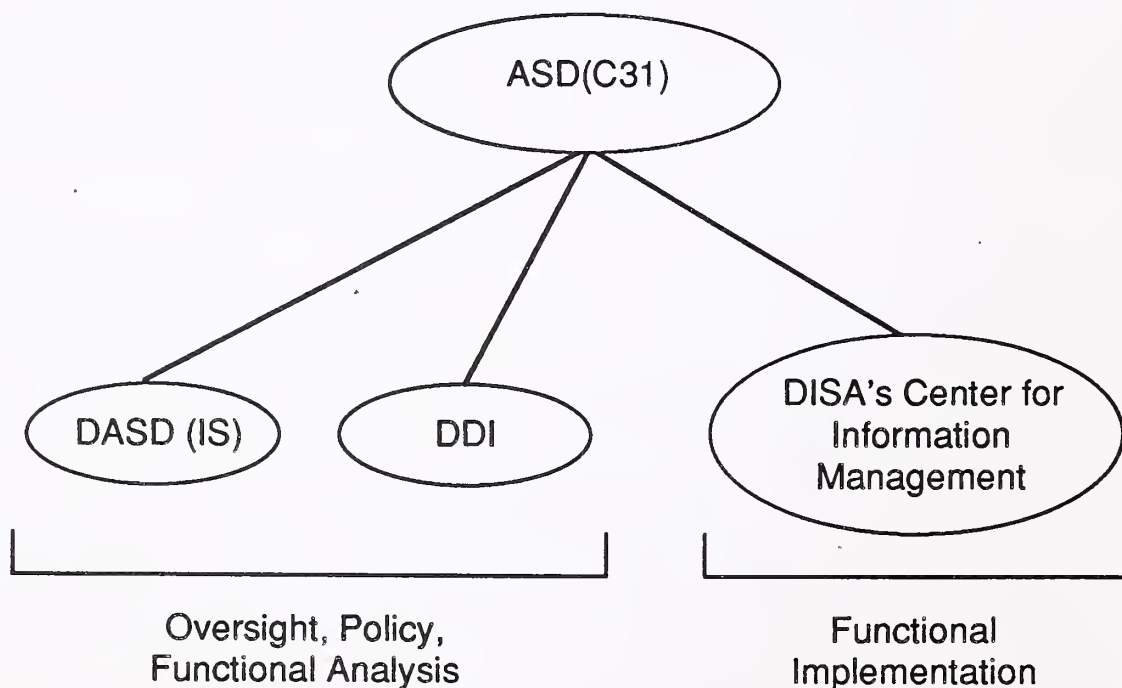 ASD(C31)
DASD (IS)
DDI
DISA's Center for
Information
Management
Oversight, Policy,
Functional Analysis
Functional
Implementation